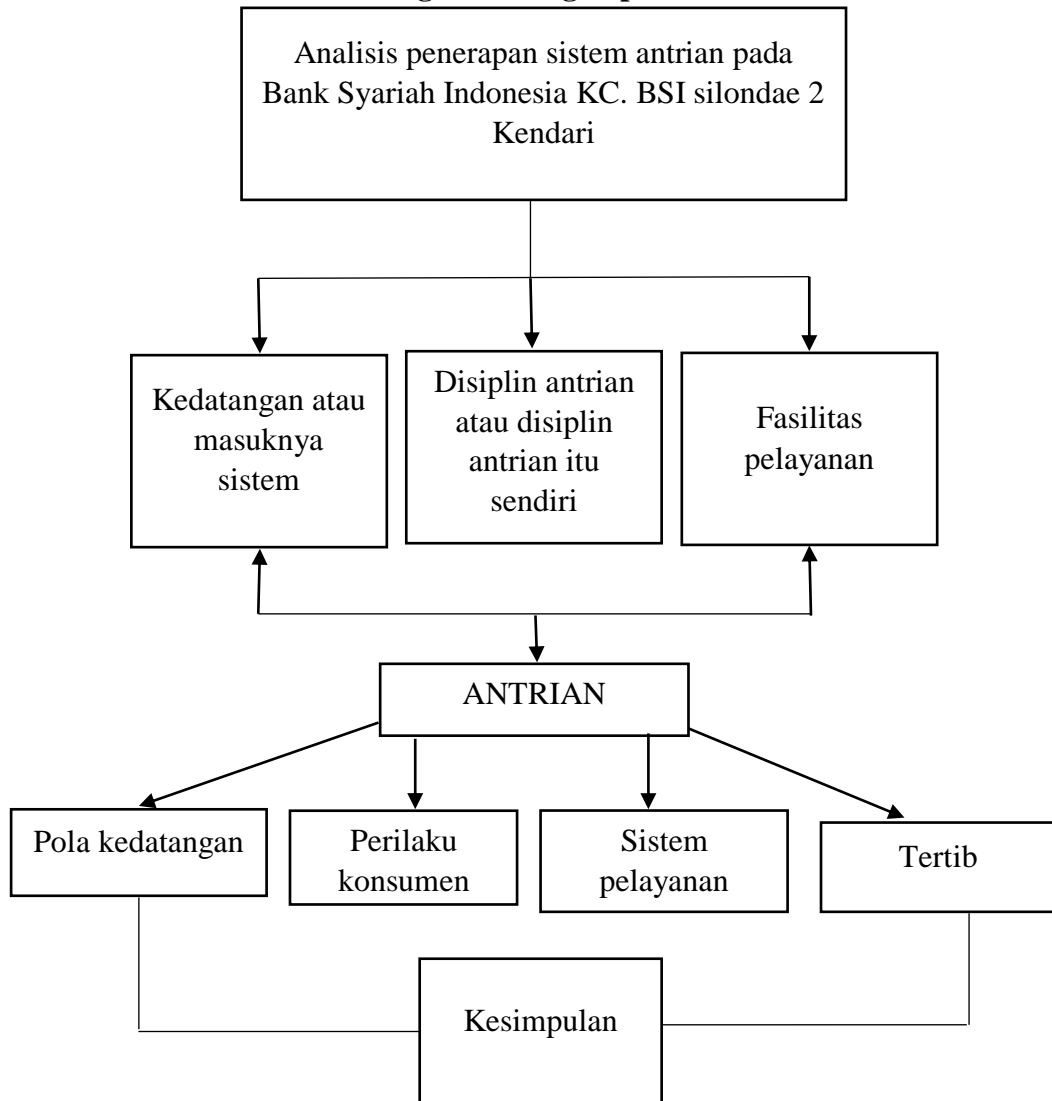 Analisis penerapan sistem antrian pada
Bank Syariah Indonesia KC. BSI silondae 2
Kendari
Kedatangan atau
masuknya
sistem
Disiplin antrian
atau disiplin
antrian itu
sendiri
Fasilitas
pelayanan
ANTRIAN
Pola kedatangan
Perilaku
konsumen
Sistem
pelayanan
Tertib
Kesimpulan